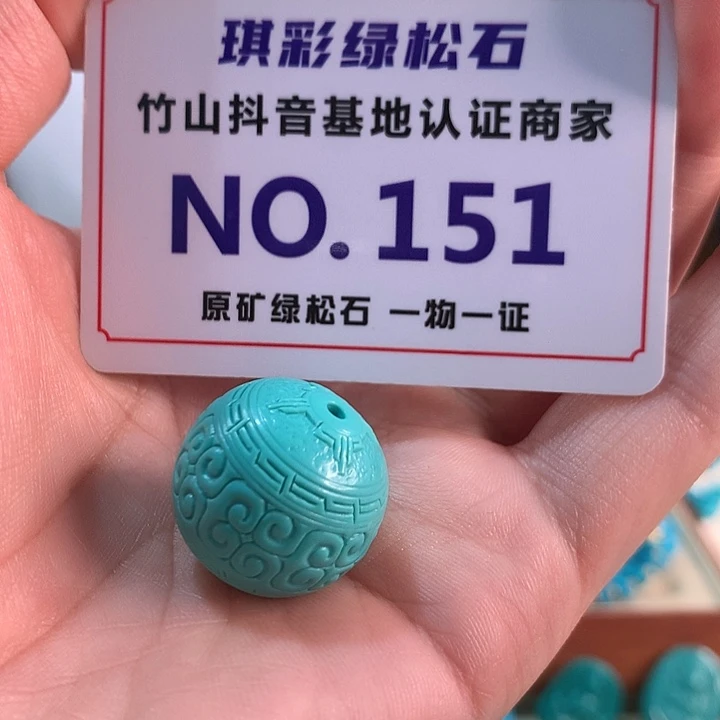 琪彩绿松石
竹山抖音基地认证商家
NO.151
原矿绿松石 一物一证